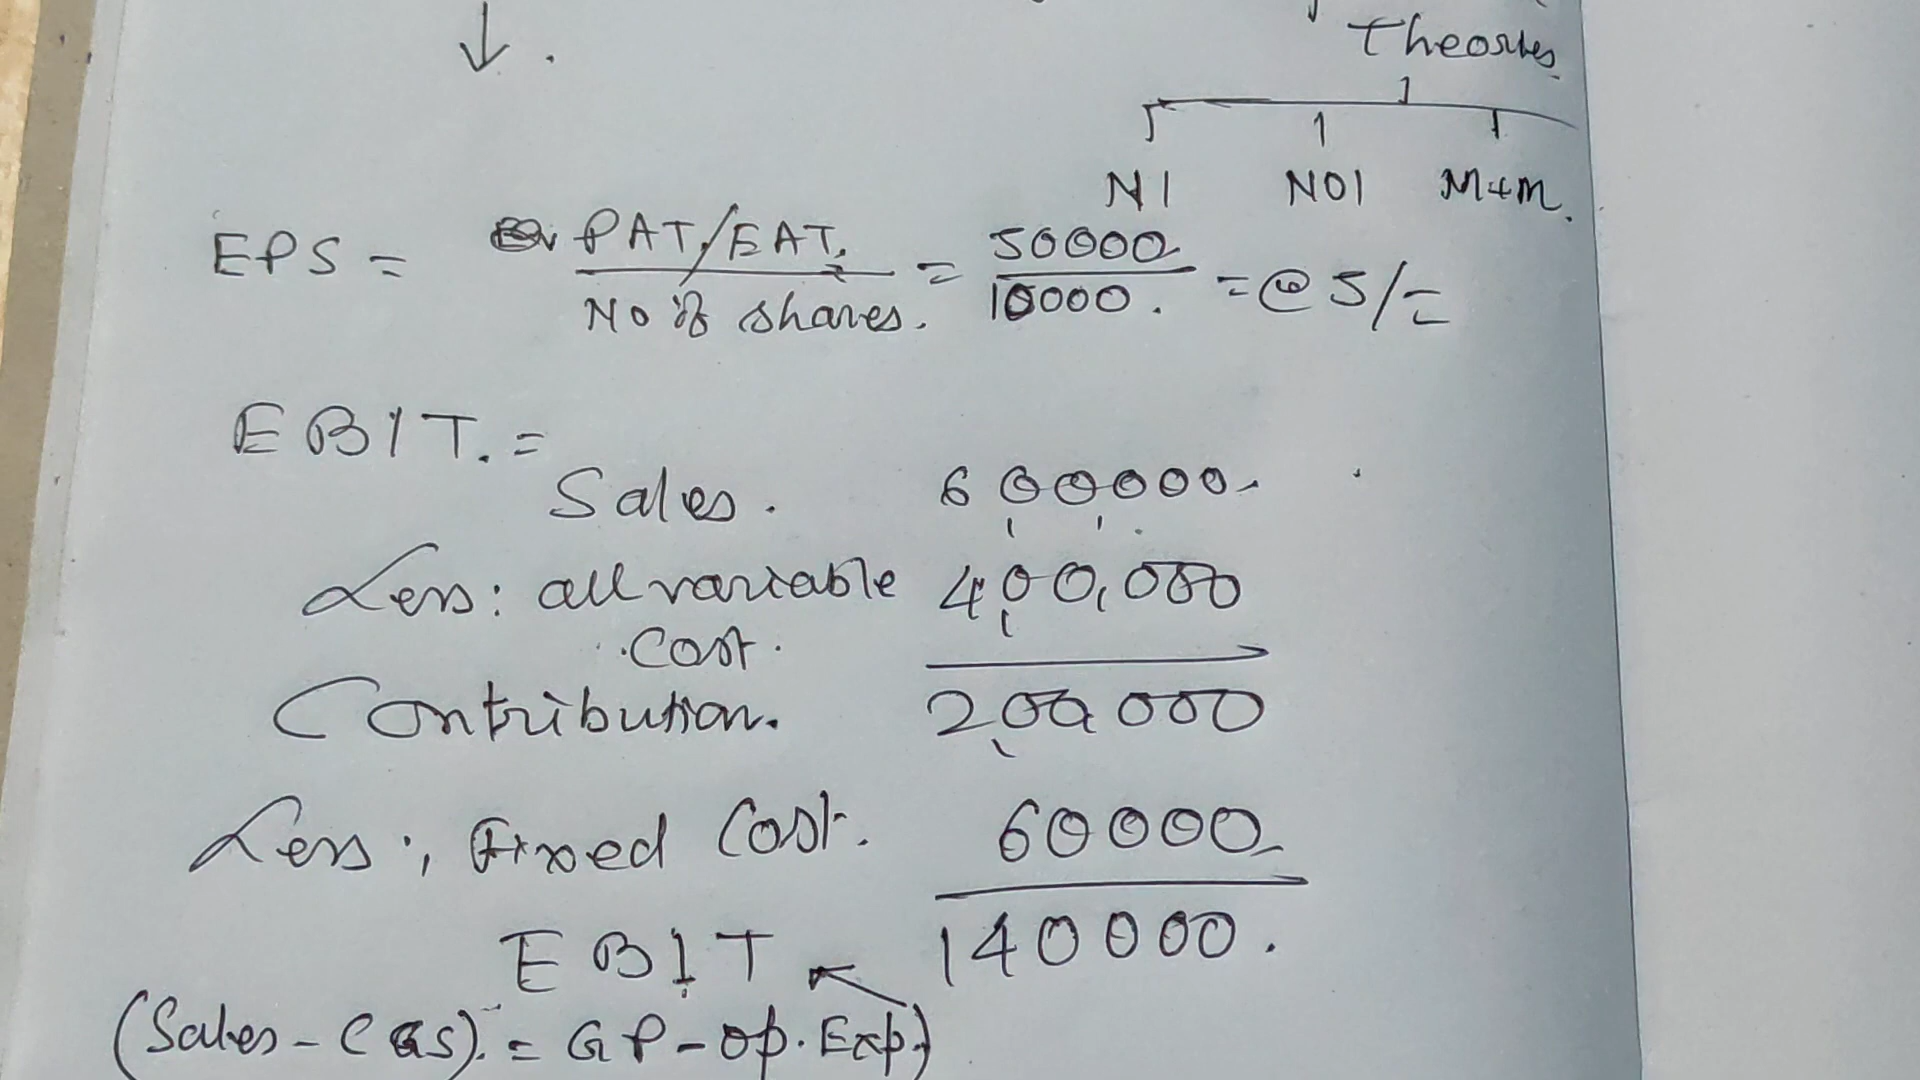 Theories
NI NOI M+M.
EPS = PAT/EAT. / No of shares. = 50000 / 10000. = @ 5/=
EBIT. =
Sales. 600000
Less: all variable cost. 400,000
Contribution. 200000
Less: Fixed Cost. 60000
EBIT 140000.
(Sales - CGS). = GP - Op. Exp.)